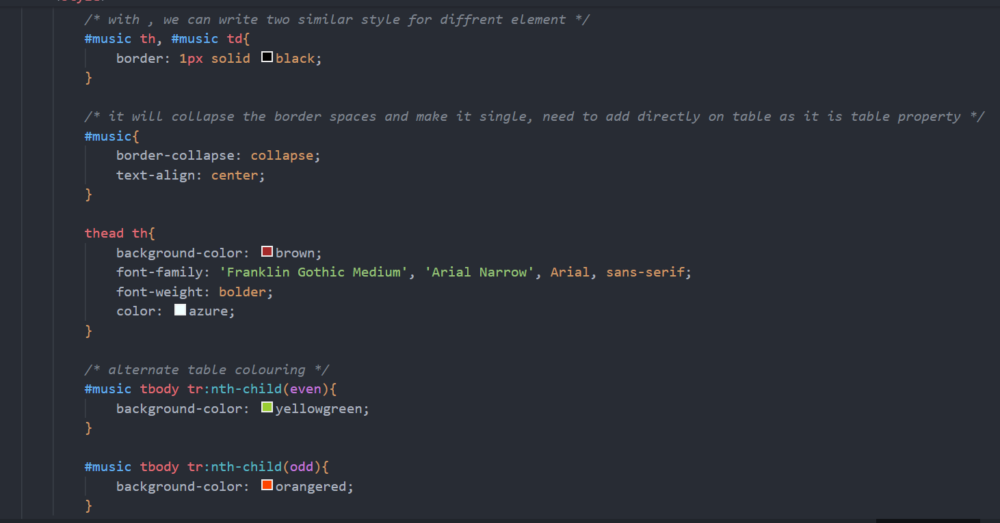 /* with , we can write two similar style for diffrent element */
#music th, #music td{
border: 1px solid black;
}
/* it will collapse the border spaces and make it single, need to add directly on table as it is table property */
#music{
border-collapse: collapse;
text-align: center;
}
thead th{
background-color: brown;
font-family: 'Franklin Gothic Medium', 'Arial Narrow', Arial, sans-serif;
font-weight: bolder;
color: azure;
}
/* alternate table colouring */
#music tbody tr:nth-child(even){
background-color: yellowgreen;
}
#music tbody tr:nth-child(odd){
background-color: orangered;
}